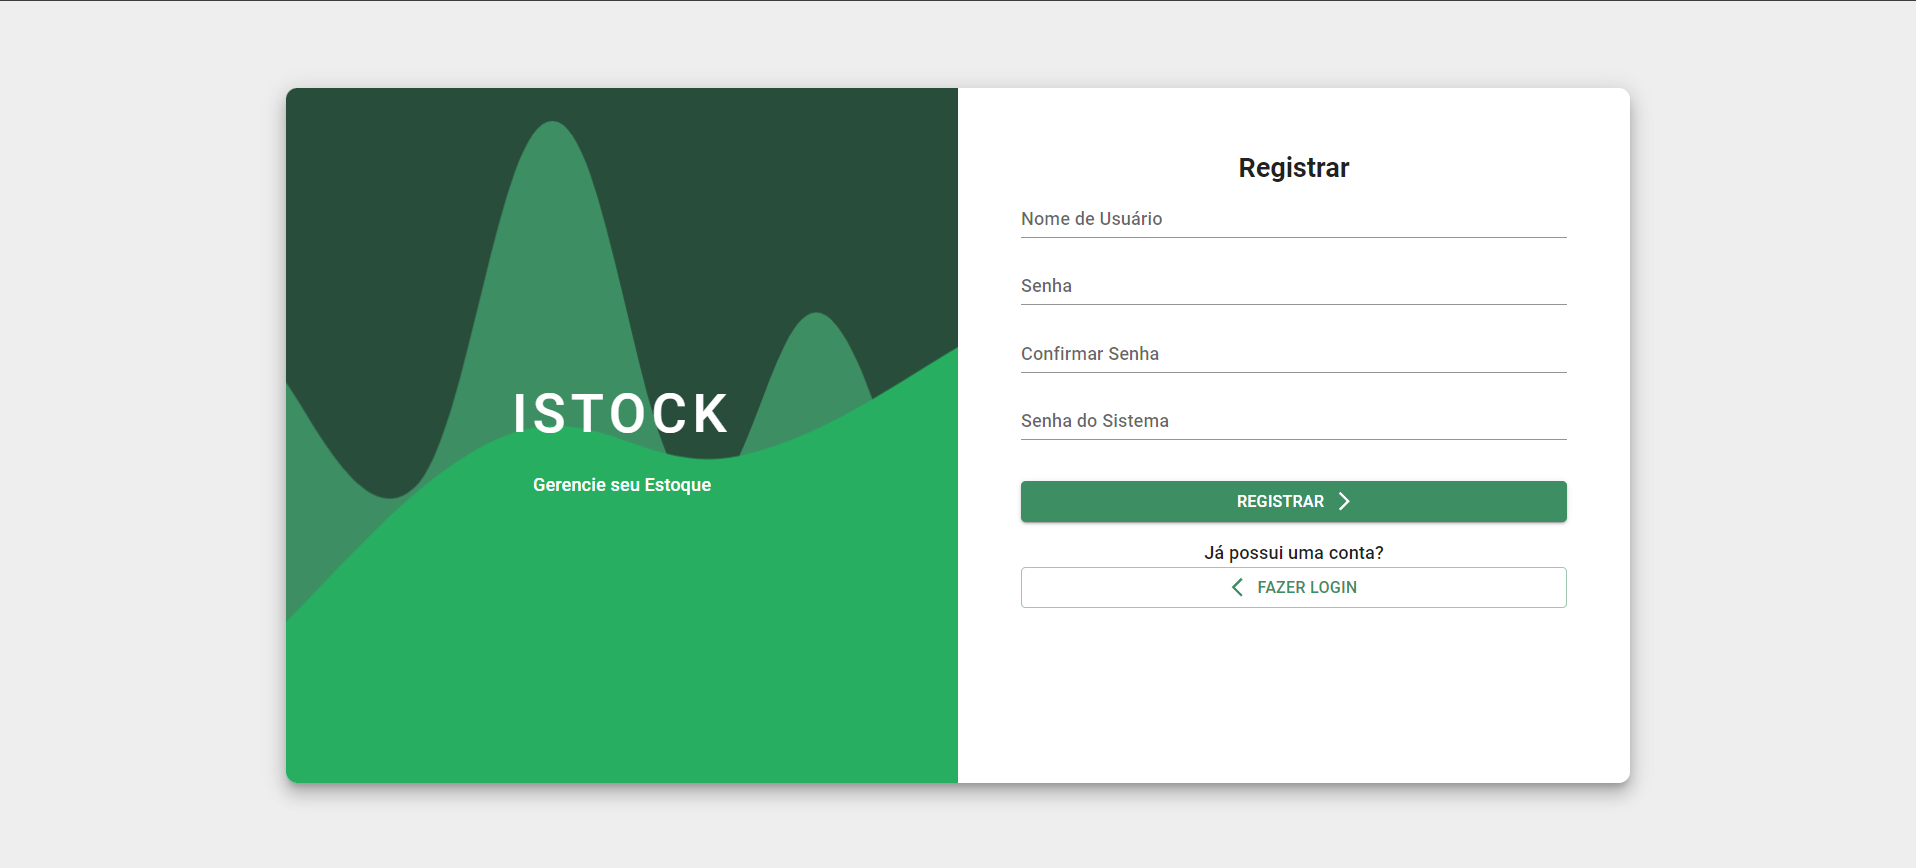 ISTOCK
Gerencie seu Estoque
Registrar
Nome de Usuário
Senha
Confirmar Senha
Senha do Sistema
REGISTRAR
Já possui uma conta?
FAZER LOGIN